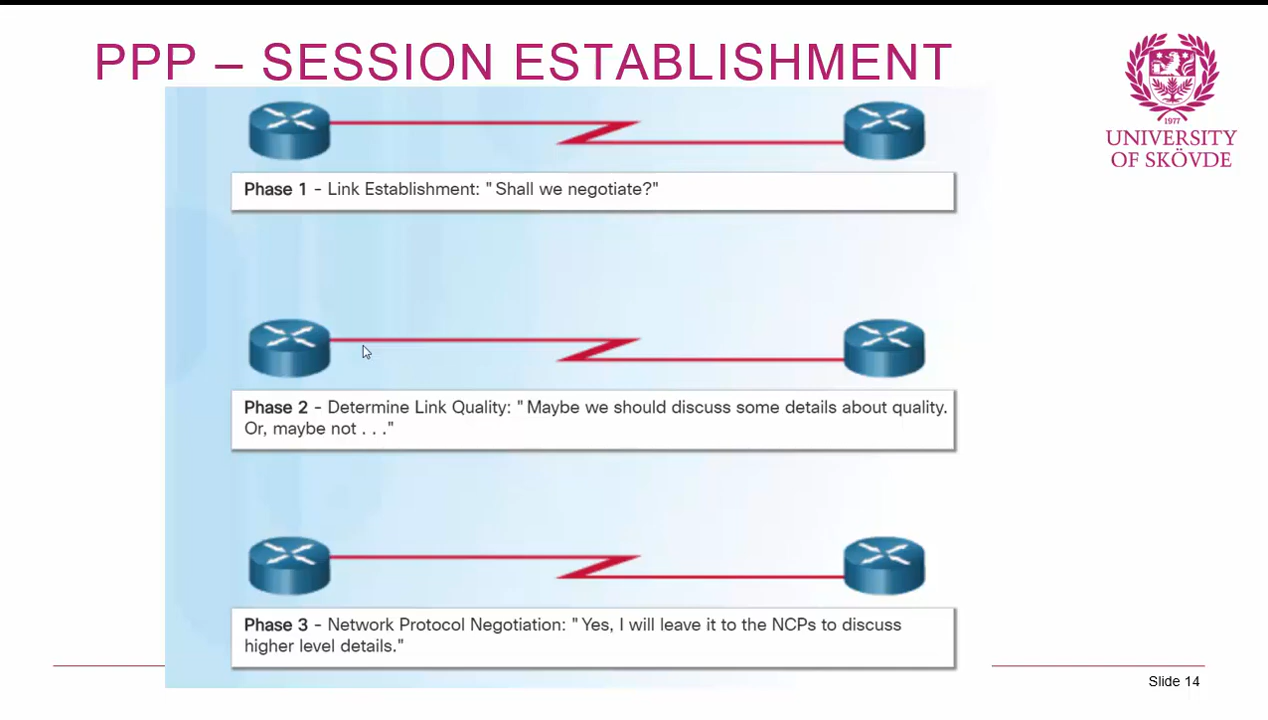 PPP – SESSION ESTABLISHMENT
1977
UNIVERSITY
OF SKÖVDE
Phase 1 - Link Establishment: "Shall we negotiate?"
Phase 2 - Determine Link Quality: "Maybe we should discuss some details about quality.
Or, maybe not . . ."
Phase 3 - Network Protocol Negotiation: "Yes, I will leave it to the NCPs to discuss
higher level details."
Slide 14